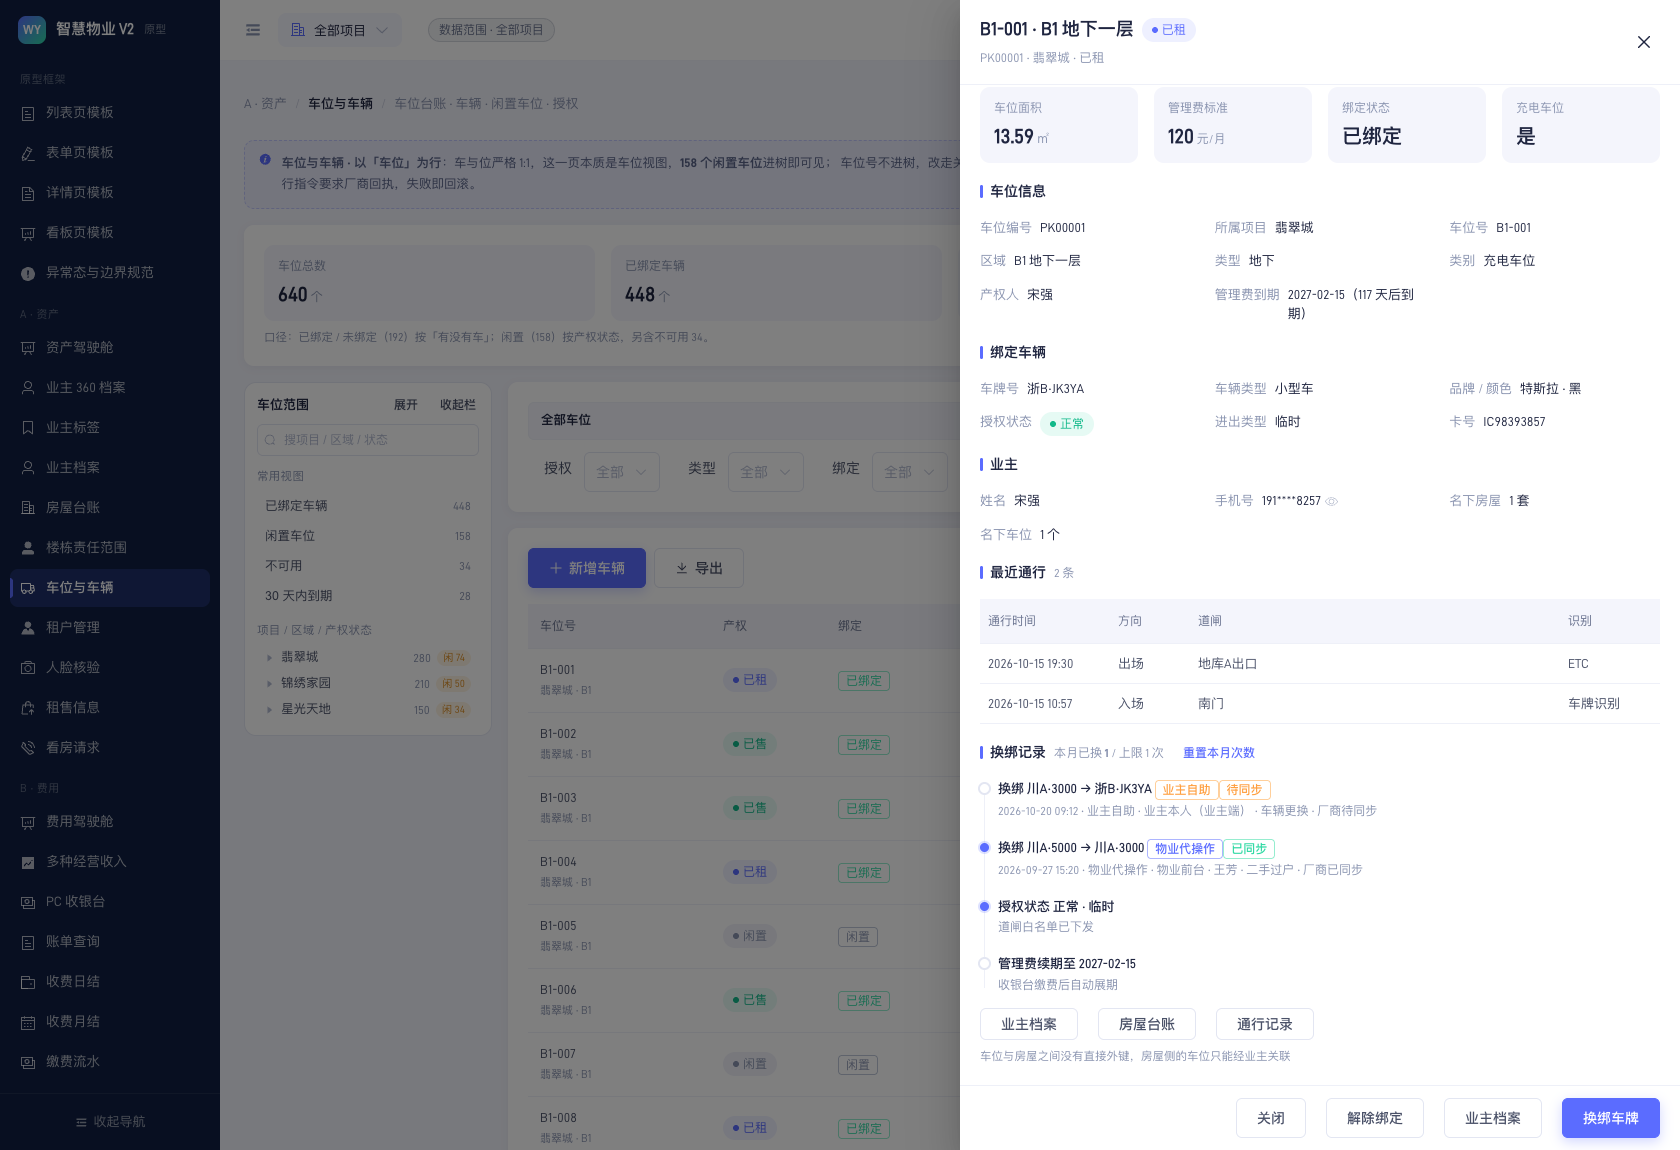 WY 智慧物业 V2 原型
原型框架
列表页模板
表单页模板
详情页模板
看板页模板
异常态与边界规范
A · 资产
资产驾驶舱
业主 360 档案
业主标签
业主档案
房屋台账
楼栋责任范围
车位与车辆
租户管理
人脸核验
租售信息
看房请求
B · 费用
费用驾驶舱
多种经营收入
PC 收银台
账单查询
收费日结
收费月结
缴费流水
收起导航
全部项目
数据范围 · 全部项目
A · 资产 / 车位与车辆 / 车位台账 · 车辆 · 闲置车位 · 授权
车位与车辆 · 以「车位」为行：车与位严格 1:1，这一页本质是车位视图，158 个闲置车位进树即可见； 车位号不进树，改走关
行指令要求厂商回执，失败即回滚。
车位总数
640 个
已绑定车辆
448 个
口径：已绑定 / 未绑定（192）按「有没有车」；闲置（158）按产权状态，另含不可用 34。
车位范围 展开 收起栏
搜项目 / 区域 / 状态
常用视图
已绑定车辆 448
闲置车位 158
不可用 34
30 天内到期 28
项目 / 区域 / 产权状态
翡翠城 280 闲 74
锦绣家园 210 闲 50
星光天地 150 闲 34
全部车位
授权 全部 类型 全部 绑定 全部
新增车辆 导出
车位号 产权 绑定
B1-001 已租 已绑定
翡翠城 · B1
B1-002 已售 已绑定
翡翠城 · B1
B1-003 已售 已绑定
翡翠城 · B1
B1-004 已租 已绑定
翡翠城 · B1
B1-005 闲置 闲置
翡翠城 · B1
B1-006 已售 已绑定
翡翠城 · B1
B1-007 闲置 闲置
翡翠城 · B1
B1-008 已租 已绑定
翡翠城 · B1
B1-001 · B1 地下一层 已租
PK00001 · 翡翠城 · 已租
车位面积
13.59 ㎡
管理费标准
120 元/月
绑定状态
已绑定
充电车位
是
车位信息
车位编号 PK00001 所属项目 翡翠城 车位号 B1-001
区域 B1 地下一层 类型 地下 类别 充电车位
产权人 宋强 管理费到期 2027-02-15（117 天后到
期）
绑定车辆
车牌号 浙B·JK3YA 车辆类型 小型车 品牌 / 颜色 特斯拉 · 黑
授权状态 正常 进出类型 临时 卡号 IC98393857
业主
姓名 宋强 手机号 191****8257 名下房屋 1 套
名下车位 1 个
最近通行 2 条
通行时间 方向 道闸 识别
2026-10-15 19:30 出场 地库A出口 ETC
2026-10-15 10:57 入场 南门 车牌识别
换绑记录 本月已换 1 / 上限 1 次 重置本月次数
换绑 川A·3000 → 浙B·JK3YA 业主自助 待同步
2026-10-20 09:12 · 业主自助 · 业主本人（业主端） · 车辆更换 · 厂商待同步
换绑 川A·5000 → 川A·3000 物业代操作 已同步
2026-09-27 15:20 · 物业代操作 · 物业前台 · 王芳 · 二手过户 · 厂商已同步
授权状态 正常 · 临时
道闸白名单已下发
管理费续期至 2027-02-15
收银台缴费后自动展期
业主档案 房屋台账 通行记录
车位与房屋之间没有直接外键，房屋侧的车位只能经业主关联
关闭 解除绑定 业主档案 换绑车牌